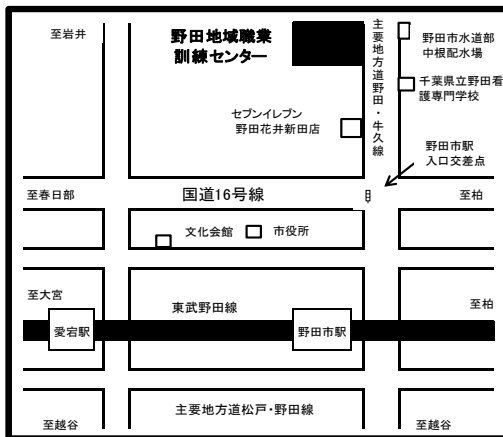 至岩井
野田地域職業
訓練センター
主要地方道野田・牛久線
野田市水道部
中根配水場
千葉県立野田看
護専門学校
セブンイレブン
野田花井新田店
野田市駅
入口交差点
至春日部
国道16号線
至柏
文化会館
市役所
至大宮
東武野田線
至柏
愛宕駅
野田市駅
主要地方道松戸・野田線
至越谷
至越谷